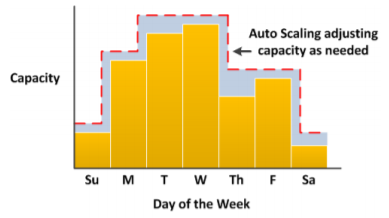 Auto Scaling adjusting
capacity as needed
Capacity
Su M T W Th F Sa
Day of the Week